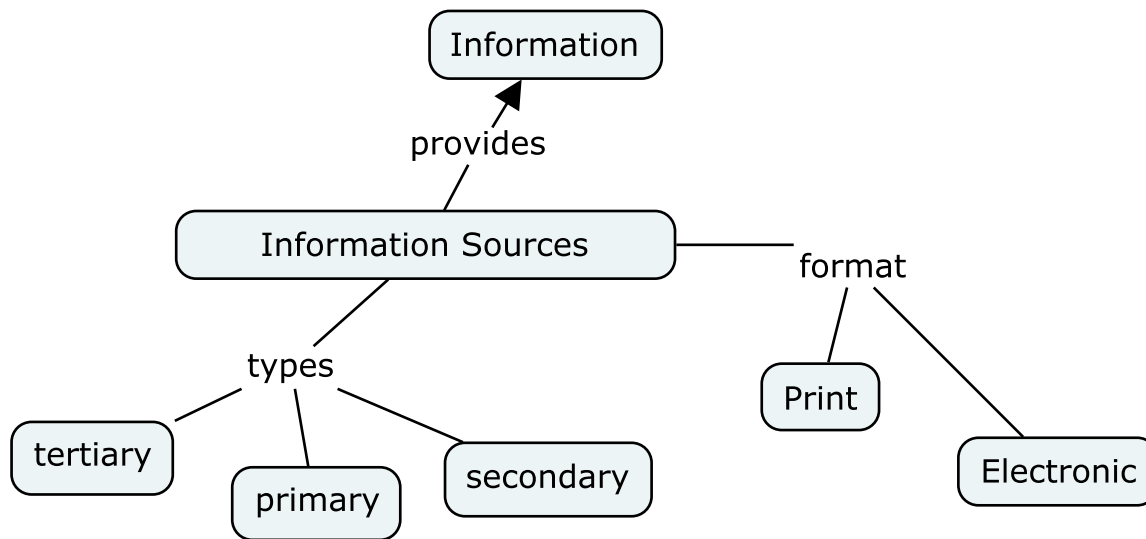 Information
provides
Information Sources
format
types
Print
tertiary
primary
secondary
Electronic